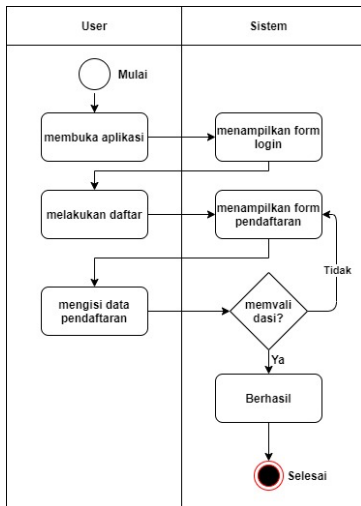 User
Sistem
Mulai
membuka aplikasi
menampilkan form
login
melakukan daftar
menampilkan form
pendaftaran
Tidak
mengisi data
pendaftaran
memvali
dasi?
Ya
Berhasil
Selesai